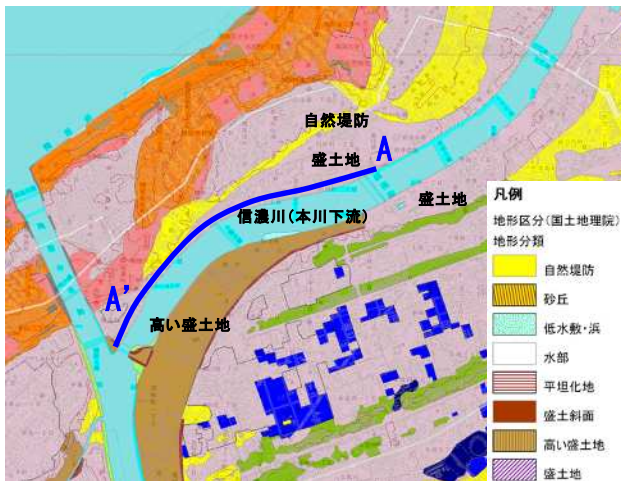 自然堤防
盛土地
A
盛土地
信濃川(本川下流)
A'
高い盛土地
凡例
地形区分(国土地理院)
地形分類
自然堤防
砂丘
低水敷・浜
水部
平坦化地
盛土斜面
高い盛土地
盛土地